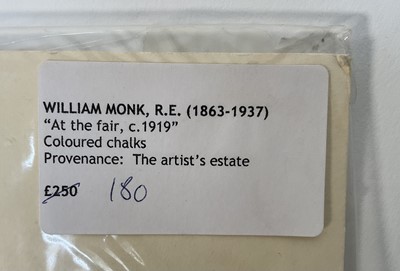 WILLIAM MONK, R.E. (1863-1937)
“At the fair, c.1919”
Coloured chalks
Provenance: The artist’s estate
£250 180